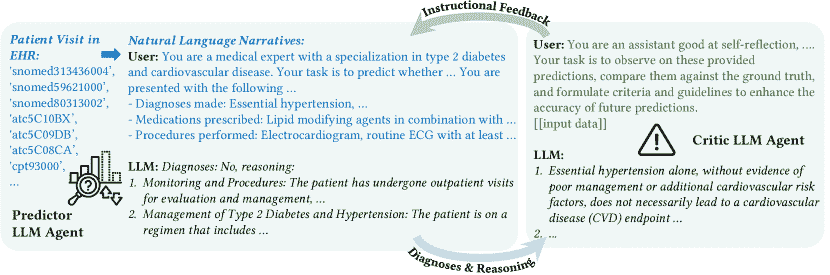 Instructional Feedback
Patient Visit in
EHR:
'snomed313436004',
'snomed59621000',
'snomed80313002',
'atc5C10BX',
'atc5C09DB',
'atc5C08CA',
'cpt93000',
...
Predictor
LLM Agent
Natural Language Narratives:
User: You are a medical expert with a specialization in type 2 diabetes
and cardiovascular disease. Your task is to predict whether ... You are
presented with the following ...
- Diagnoses made: Essential hypertension, ...
- Medications prescribed: Lipid modifying agents in combination with ...
- Procedures performed: Electrocardiogram, routine ECG with at least ...
LLM: Diagnoses: No, reasoning:
1. Monitoring and Procedures: The patient has undergone outpatient visits
for evaluation and management, ...
2. Management of Type 2 Diabetes and Hypertension: The patient is on a
regimen that includes ...
User: You are an assistant good at self-reflection, ....
Your task is to observe on these provided
predictions, compare them against the ground truth,
and formulate criteria and guidelines to enhance the
accuracy of future predictions.
[[input data]]
Critic LLM Agent
LLM:
1. Essential hypertension alone, without evidence of
poor management or additional cardiovascular risk
factors, does not necessarily lead to a cardiovascular
disease (CVD) endpoint ...
2. ...
Diagnoses & Reasoning